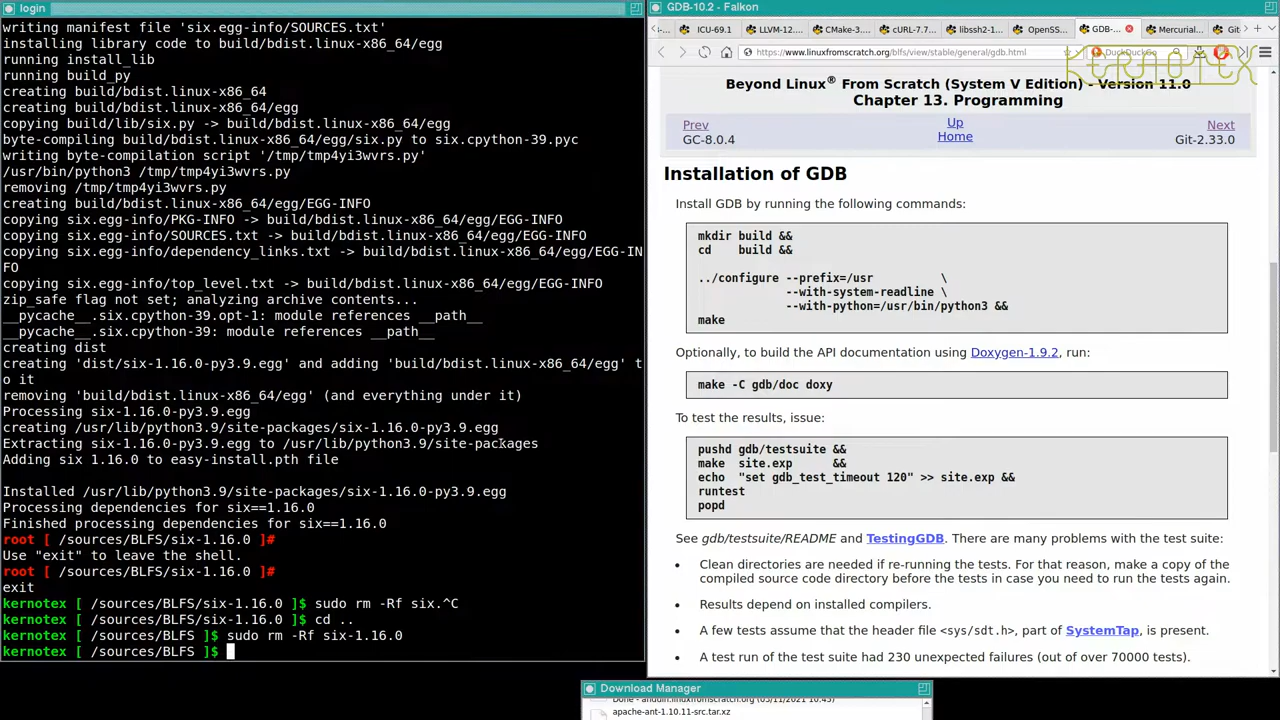 login
writing manifest file 'six.egg-info/SOURCES.txt'
installing library code to build/bdist.linux-x86_64/egg
running install_lib
running build_py
creating build/bdist.linux-x86_64
creating build/bdist.linux-x86_64/egg
copying build/lib/six.py -> build/bdist.linux-x86_64/egg
byte-compiling build/bdist.linux-x86_64/egg/six.py to six.cpython-39.pyc
writing byte-compilation script '/tmp/tmp4yi3wvrs.py'
/usr/bin/python3 /tmp/tmp4yi3wvrs.py
removing /tmp/tmp4yi3wvrs.py
creating build/bdist.linux-x86_64/egg/EGG-INFO
copying six.egg-info/PKG-INFO -> build/bdist.linux-x86_64/egg/EGG-INFO
copying six.egg-info/SOURCES.txt -> build/bdist.linux-x86_64/egg/EGG-INFO
copying six.egg-info/dependency_links.txt -> build/bdist.linux-x86_64/egg/EGG-IN
FO
copying six.egg-info/top_level.txt -> build/bdist.linux-x86_64/egg/EGG-INFO
zip_safe flag not set; analyzing archive contents...
__pycache__.six.cpython-39.opt-1: module references __path__
__pycache__.six.cpython-39: module references __path__
creating dist
creating 'dist/six-1.16.0-py3.9.egg' and adding 'build/bdist.linux-x86_64/egg' t
o it
removing 'build/bdist.linux-x86_64/egg' (and everything under it)
Processing six-1.16.0-py3.9.egg
creating /usr/lib/python3.9/site-packages/six-1.16.0-py3.9.egg
Extracting six-1.16.0-py3.9.egg to /usr/lib/python3.9/site-packages
Adding six 1.16.0 to easy-install.pth file
Installed /usr/lib/python3.9/site-packages/six-1.16.0-py3.9.egg
Processing dependencies for six==1.16.0
Finished processing dependencies for six==1.16.0
root [ /sources/BLFS/six-1.16.0 ]#
Use "exit" to leave the shell.
root [ /sources/BLFS/six-1.16.0 ]#
exit
kernotex [ /sources/BLFS/six-1.16.0 ]$ sudo rm -Rf six.^C
kernotex [ /sources/BLFS/six-1.16.0 ]$ cd ..
kernotex [ /sources/BLFS ]$ sudo rm -Rf six-1.16.0
kernotex [ /sources/BLFS ]$
GDB-10.2 - Falkon
ICU-69.1 LLVM-12.... CMake-3.... cURL-7.7... libssh2-1... OpenSS... GDB-... Mercurial... Git
https://www.linuxfromscratch.org/blfs/view/stable/general/gdb.html DuckDuckGo
KERNOTEX
Beyond Linux® From Scratch (System V Edition) - Version 11.0
Chapter 13. Programming
Prev Up Next
GC-8.0.4 Home Git-2.33.0
Installation of GDB
Install GDB by running the following commands:
mkdir build &&
cd    build &&
../configure --prefix=/usr          \
--with-system-readline \
--with-python=/usr/bin/python3 &&
make
Optionally, to build the API documentation using Doxygen-1.9.2, run:
make -C gdb/doc doxy
To test the results, issue:
pushd gdb/testsuite &&
make  site.exp      &&
echo  "set gdb_test_timeout 120" >> site.exp &&
runtest
popd
See gdb/testsuite/README and TestingGDB. There are many problems with the test suite:
• Clean directories are needed if re-running the tests. For that reason, make a copy of the
compiled source code directory before the tests in case you need to run the tests again.
• Results depend on installed compilers.
• A few tests assume that the header file <sys/sdt.h>, part of SystemTap, is present.
• A test run of the test suite had 230 unexpected failures (out of over 70000 tests).
Download Manager
Done - anduin.linuxfromscratch.org
apache-ant-1.10.11-src.tar.xz